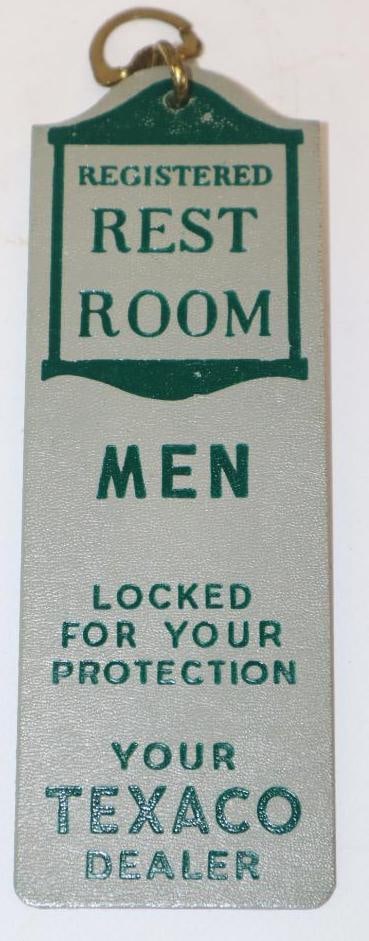 REGISTERED
REST
ROOM
MEN
LOCKED
FOR YOUR
PROTECTION
YOUR
TEXACO
DEALER